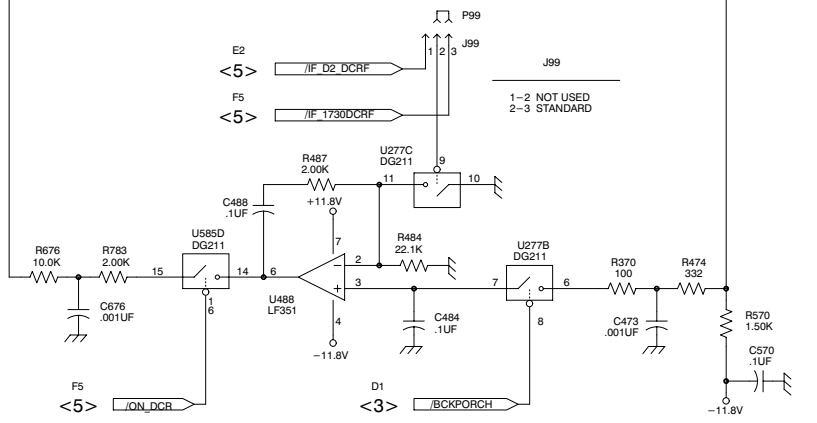 P99
J99
1 2 3
E2
<5> /IF_D2_DCRF
J99
1-2 NOT USED
2-3 STANDARD
F5
<5> /IF_1730DCRF
U277C
DG211
9
11
10
R487
2.00K
C488
.1UF
+11.8V
7
R484
22.1K
U585D
DG211
R676
10.0K
R783
2.00K
15
14
6
2
3
U488
LF351
4
-11.8V
1
6
C676
.001UF
U277B
DG211
7
6
8
C484
.1UF
R370
100
R474
332
C473
.001UF
R570
1.50K
C570
.1UF
-11.8V
F5
<5> /ON_DCR
D1
<3> /BCKPORCH